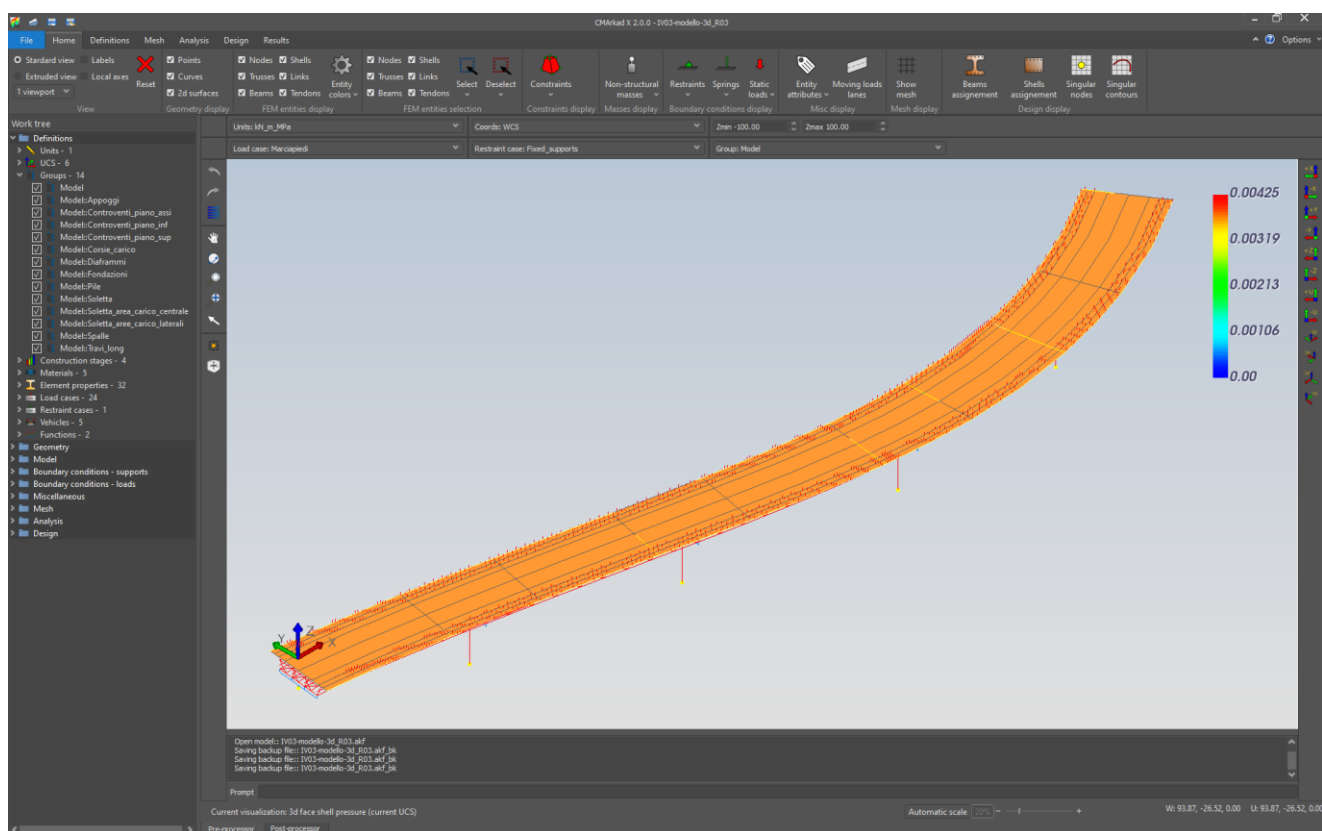 CMArkad X 2.0.0 - IV03-modello-3d_R03
File Home Definitions Mesh Analysis Design Results Options
Standard view Labels
Extruded view Local axes
1 viewport
Reset
View
Points
Curves
2d surfaces
Geometry display
Nodes Shells
Trusses Links
Beams Tendons
Entity colors
FEM entities display
Nodes Shells
Trusses Links
Beams Tendons
Select Deselect
FEM entities selection
Constraints
Constraints display
Non-structural masses
Masses display
Restraints Springs Static loads
Boundary conditions display
Entity attributes Moving loads lanes
Misc display
Show mesh
Mesh display
Beams assignement Shells assignement Singular nodes Singular contours
Design display
Work tree
Definitions
Units - 1
UCS - 6
Groups - 14
Model
Model::Appoggi
Model::Controventi_piano_assi
Model::Controventi_piano_inf
Model::Controventi_piano_sup
Model::Corsie_carico
Model::Diaframmi
Model::Fondazioni
Model::Pile
Model::Soletta
Model::Soletta_area_carico_centrale
Model::Soletta_aree_carico_laterali
Model::Spalle
Model::Travi_long
Construction stages - 4
Materials - 5
Element properties - 32
Load cases - 24
Restraint cases - 1
Vehicles - 5
Functions - 2
Geometry
Model
Boundary conditions - supports
Boundary conditions - loads
Miscellaneous
Mesh
Analysis
Design
Units: kN_m_MPa Coords: WCS Zmin -100.00 Zmax 100.00
Load case: Marciapiedi Restraint case: Fixed_supports Group: Model
0.00425
0.00319
0.00213
0.00106
0.00
Z
Y
X
Open model:: IV03-modello-3d_R03.akf
Saving backup file:: IV03-modello-3d_R03.akf_bk
Saving backup file:: IV03-modello-3d_R03.akf_bk
Saving backup file:: IV03-modello-3d_R03.akf_bk
Prompt
Current visualization: 3d face shell pressure (current UCS) Automatic scale 20% W: 93.87, -26.52, 0.00 U: 93.87, -26.52, 0.00
Pre-processor Post-processor